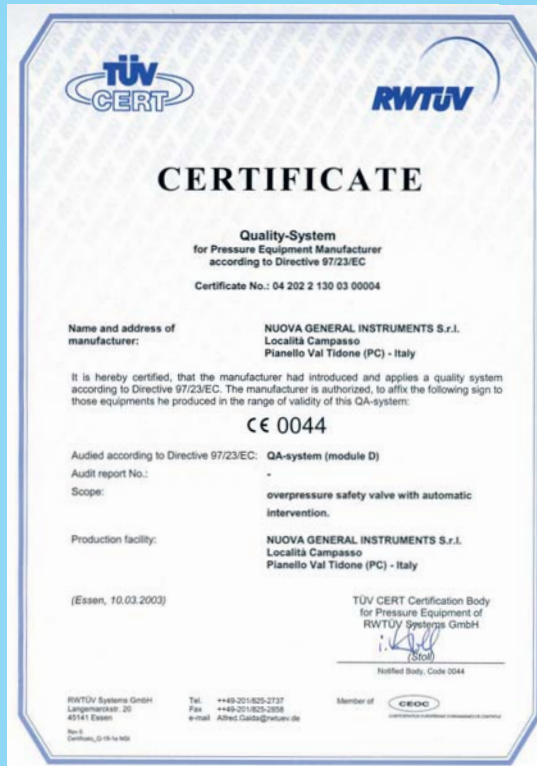 TÜV
CERT
RWTÜV
CERTIFICATE
Quality-System
for Pressure Equipment Manufacturer
according to Directive 97/23/EC
Certificate No.: 04 202 2 130 03 00004
Name and address of
manufacturer:
NUOVA GENERAL INSTRUMENTS S.r.l.
Località Campasso
Pianello Val Tidone (PC) - Italy
It is hereby certified, that the manufacturer had introduced and applies a quality system
according to Directive 97/23/EC. The manufacturer is authorized, to affix the following sign to
those equipments he produced in the range of validity of this QA-system:
CE 0044
Audied according to Directive 97/23/EC: QA-system (module D)
Audit report No.: -
Scope: overpressure safety valve with automatic
intervention.
Production facility: NUOVA GENERAL INSTRUMENTS S.r.l.
Località Campasso
Pianello Val Tidone (PC) - Italy
(Essen, 10.03.2003)
TÜV CERT Certification Body
for Pressure Equipment of
RWTÜV Systems GmbH
(Stoll)
Notified Body, Code 0044
RWTÜV Systems GmbH
Langemarckstr. 20
45141 Essen
Tel. ++49-201/825-2737
Fax ++49-201/825-2858
e-mail Alfred.Gaida@rwtuev.de
Member of
CEOC